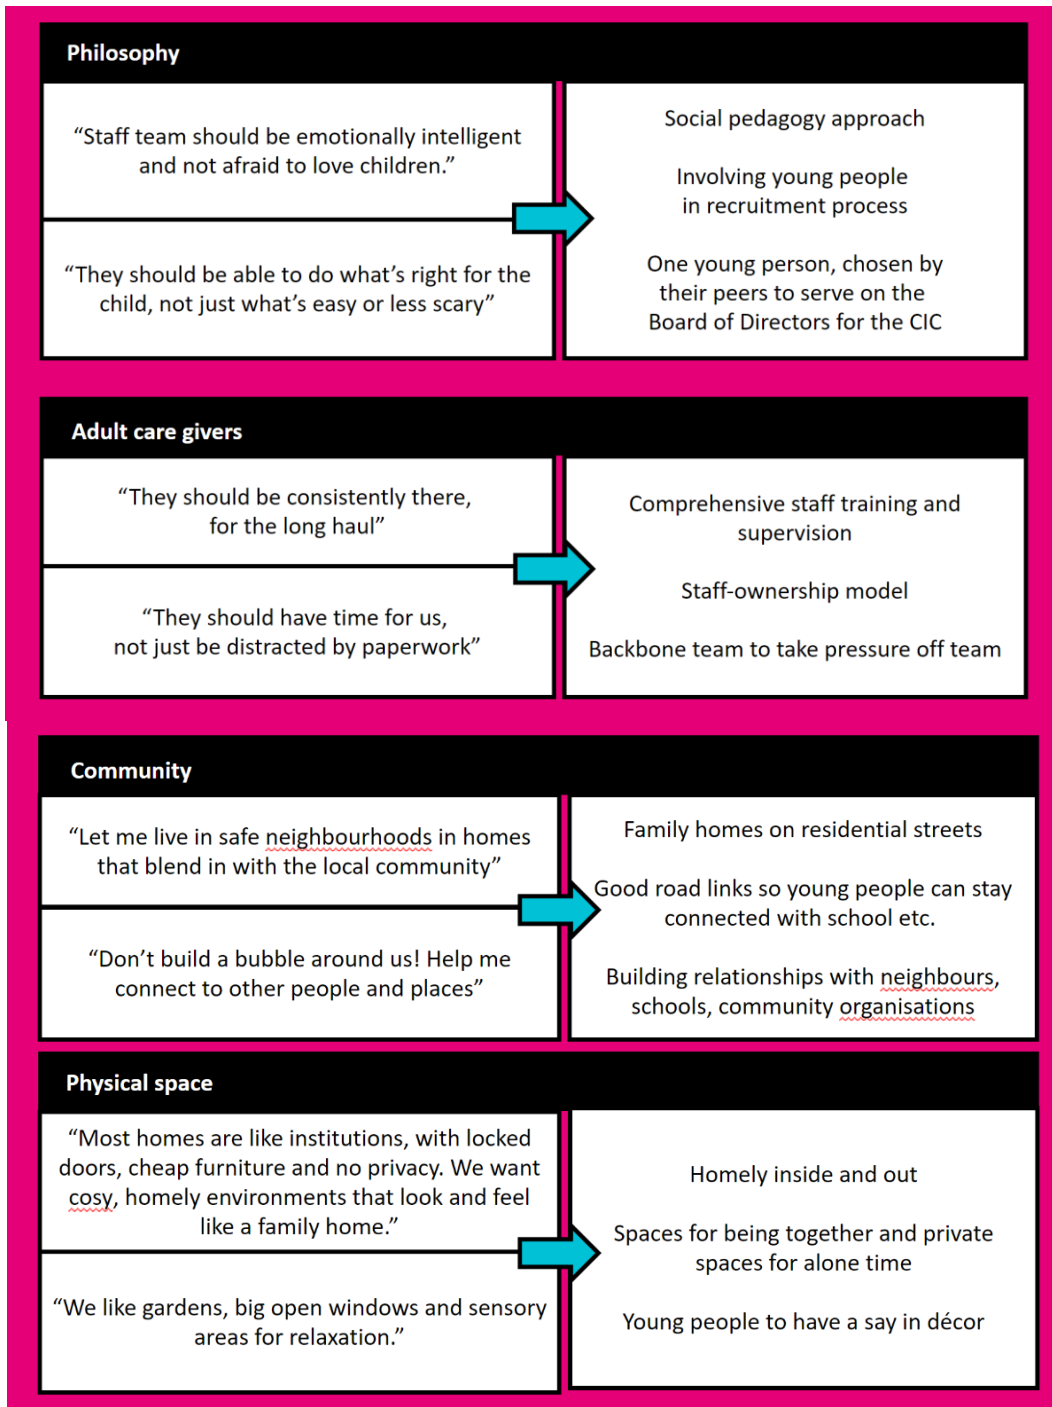 Philosophy
“Staff team should be emotionally intelligent
and not afraid to love children.”
“They should be able to do what’s right for the
child, not just what’s easy or less scary”
Social pedagogy approach
Involving young people
in recruitment process
One young person, chosen by
their peers to serve on the
Board of Directors for the CIC
Adult care givers
“They should be consistently there,
for the long haul”
“They should have time for us,
not just be distracted by paperwork”
Comprehensive staff training and
supervision
Staff-ownership model
Backbone team to take pressure off team
Community
“Let me live in safe neighbourhoods in homes
that blend in with the local community”
“Don’t build a bubble around us! Help me
connect to other people and places”
Family homes on residential streets
Good road links so young people can stay
connected with school etc.
Building relationships with neighbours,
schools, community organisations
Physical space
“Most homes are like institutions, with locked
doors, cheap furniture and no privacy. We want
cosy, homely environments that look and feel
like a family home.”
“We like gardens, big open windows and sensory
areas for relaxation.”
Homely inside and out
Spaces for being together and private
spaces for alone time
Young people to have a say in décor